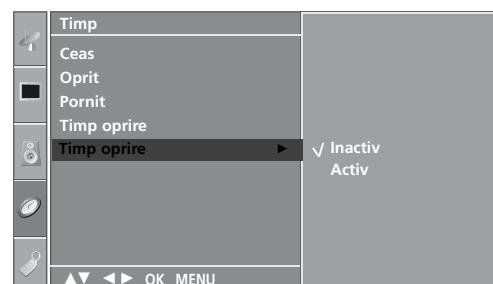 Timp
Ceas
Oprit
Pornit
Timp oprire
Timp oprire ► √ Inactiv
Activ
▲▼ ◄► OK MENU